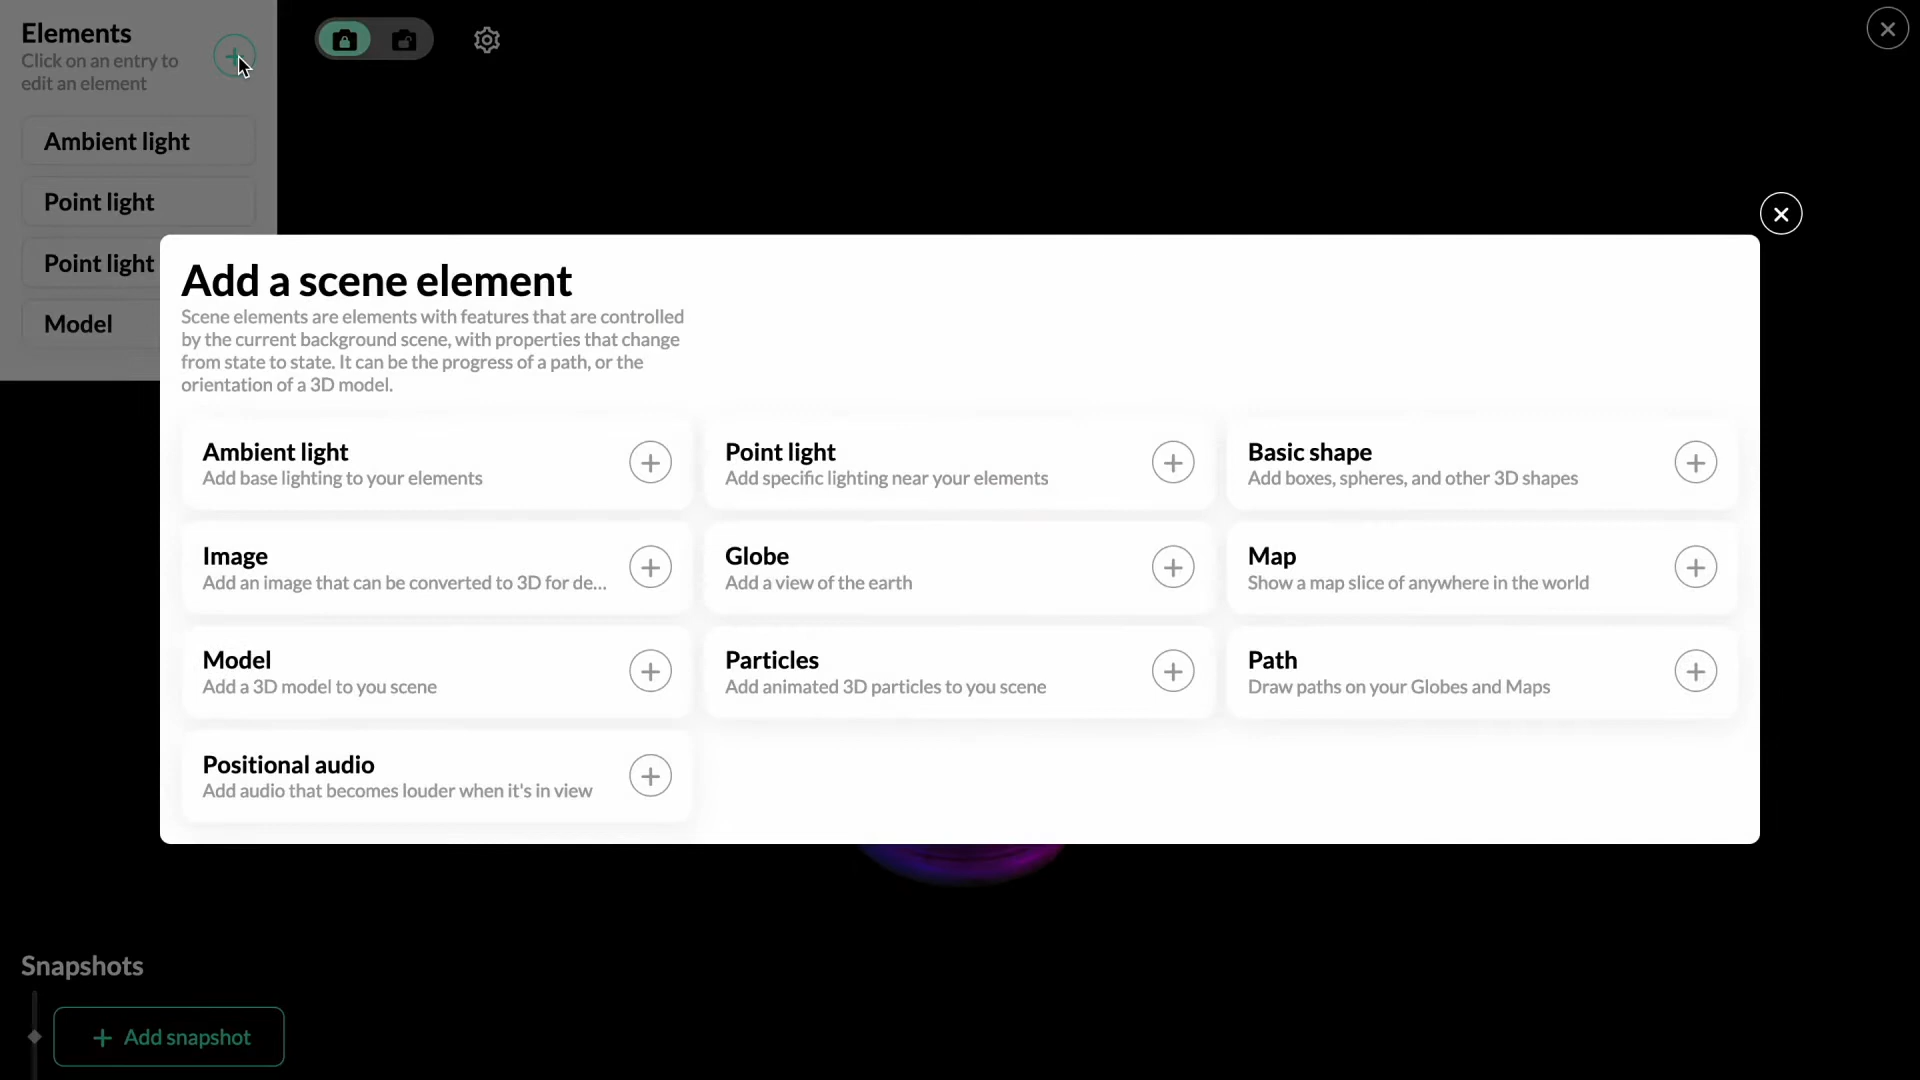 Elements
Click on an entry to
edit an element
Ambient light
Point light
Point light
Model
Add a scene element
Scene elements are elements with features that are controlled
by the current background scene, with properties that change
from state to state. It can be the progress of a path, or the
orientation of a 3D model.
Ambient light
Add base lighting to your elements
Point light
Add specific lighting near your elements
Basic shape
Add boxes, spheres, and other 3D shapes
Image
Add an image that can be converted to 3D for de...
Globe
Add a view of the earth
Map
Show a map slice of anywhere in the world
Model
Add a 3D model to you scene
Particles
Add animated 3D particles to you scene
Path
Draw paths on your Globes and Maps
Positional audio
Add audio that becomes louder when it's in view
Snapshots
+ Add snapshot